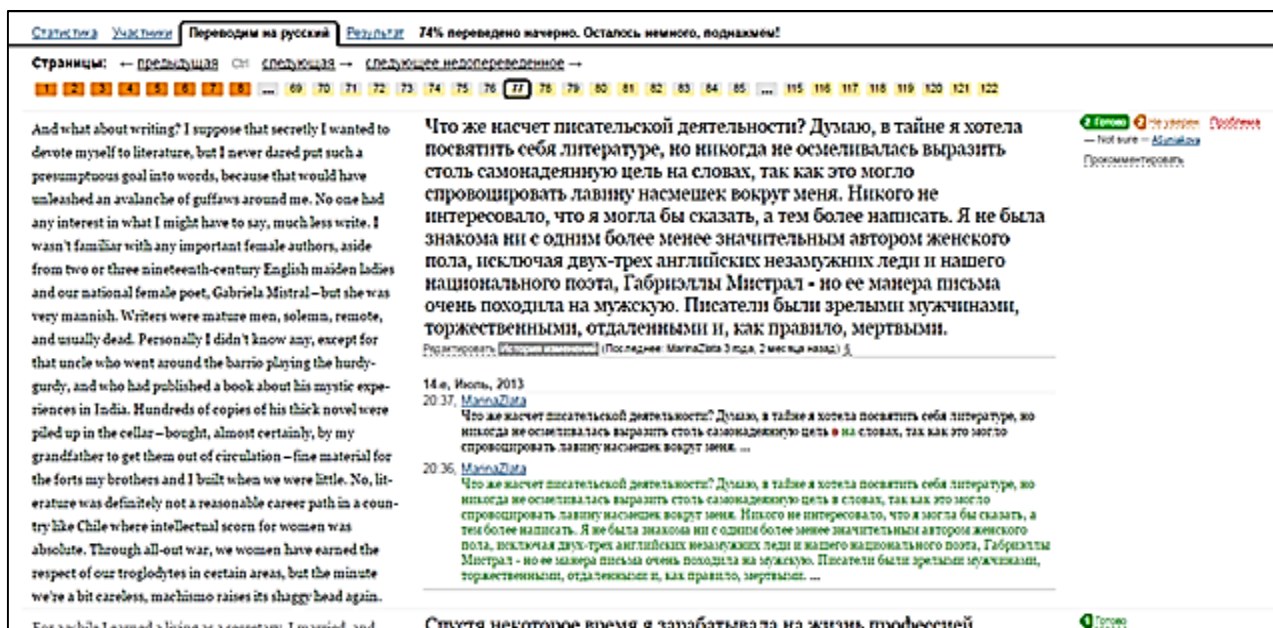 Статистика Участники Переводим на русский Результат 74% переведено начерно. Осталось немного, поднажмем!
Страницы: ← предыдущая Ctrl следующая → следующее недопереведенное →
1 2 3 4 5 6 7 8 ... 69 70 71 72 73 74 75 76 77 78 79 80 81 82 83 84 85 ... 115 116 117 118 119 120 121 122
And what about writing? I suppose that secretly I wanted to
devote myself to literature, but I never dared put such a
presumptuous goal into words, because that would have
unleashed an avalanche of guffaws around me. No one had
any interest in what I might have to say, much less write. I
wasn't familiar with any important female authors, aside
from two or three nineteenth-century English maiden ladies
and our national female poet, Gabriela Mistral–but she was
very mannish. Writers were mature men, solemn, remote,
and usually dead. Personally I didn't know any, except for
that uncle who went around the barrio playing the hurdy-
gurdy, and who had published a book about his mystic expe-
riences in India. Hundreds of copies of his thick novel were
piled up in the cellar–bought, almost certainly, by my
grandfather to get them out of circulation–fine material for
the forts my brothers and I built when we were little. No, lit-
erature was definitely not a reasonable career path in a coun-
try like Chile where intellectual scorn for women was
absolute. Through all-out war, we women have earned the
respect of our troglodytes in certain areas, but the minute
we're a bit careless, machismo raises its shaggy head again.
For awhile I earned a living as a secretary. I married, and
Что же насчет писательской деятельности? Думаю, в тайне я хотела
посвятить себя литературе, но никогда не осмеливалась выразить
столь самонадеянную цель на словах, так как это могло
спровоцировать лавину насмешек вокруг меня. Никого не
интересовало, что я могла бы сказать, а тем более написать. Я не была
знакома ни с одним более менее значительным автором женского
пола, исключая двух-трех английских незамужних леди и нашего
национального поэта, Габриэллы Мистрал - но ее манера письма
очень походила на мужскую. Писатели были зрелыми мужчинами,
торжественными, отдаленными и, как правило, мертвыми.
Редактировать История изменений (Последнее: MarinaZlata 3 года, 2 месяца назад) §
14-е, Июль, 2013
20:37, MarinaZlata
Что же насчет писательской деятельности? Думаю, в тайне я хотела посвятить себя литературе, но
никогда не осмеливалась выразить столь самонадеянную цель в на словах, так как это могло
спровоцировать лавину насмешек вокруг меня. ...
20:36, MarinaZlata
Что же насчет писательской деятельности? Думаю, в тайне я хотела посвятить себя литературе, но
никогда не осмеливалась выразить столь самонадеянную цель в словах, так как это могло
спровоцировать лавину насмешек вокруг меня. Никого не интересовало, что я могла бы сказать, а
тем более написать. Я не была знакома ни с одним более менее значительным автором женского
пола, исключая двух-трех английских незамужних леди и нашего национального поэта, Габриэллы
Мистрал - но ее манера письма очень походила на мужскую. Писатели были зрелыми мужчинами,
торжественными, отдаленными и, как правило, мертвыми. ...
Спустя некоторое время я зарабатывала на жизнь профессией
2 Готово 2 Не уверен Проблема
— Not sure —
Прокомментировать
Готово